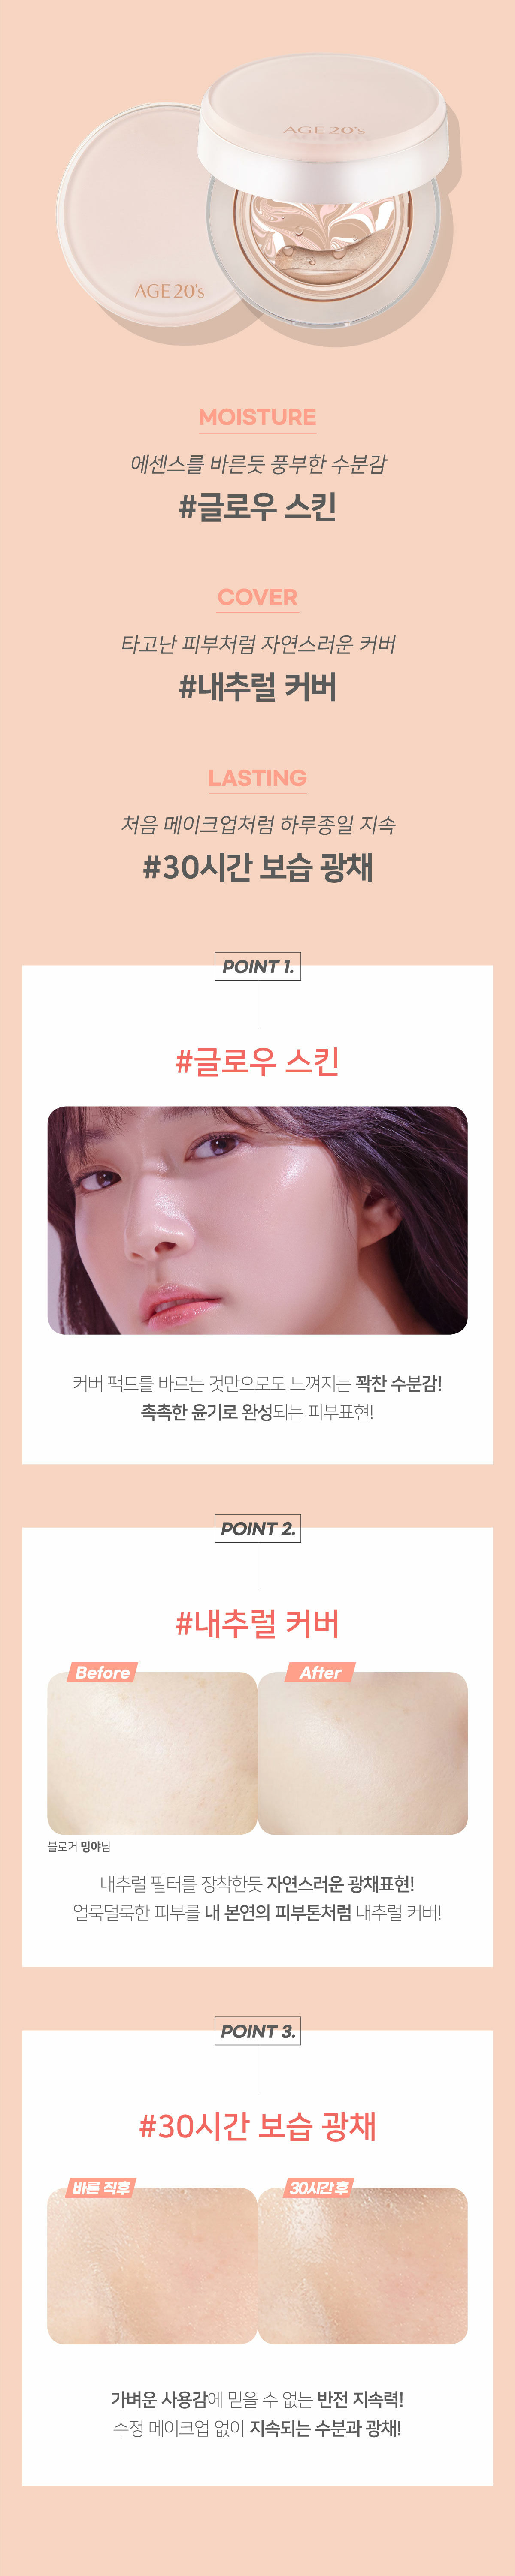 AGE 20's
AGE 20's
MOISTURE
에센스를 바른듯 풍부한 수분감
#글로우 스킨
COVER
타고난 피부처럼 자연스러운 커버
#내추럴 커버
LASTING
처음 메이크업처럼 하루종일 지속
#30시간 보습 광채
POINT 1.
#글로우 스킨
커버 팩트를 바르는 것만으로도 느껴지는 꽉찬 수분감!
촉촉한 윤기로 완성되는 피부표현!
POINT 2.
#내추럴 커버
Before
After
블로거 밍야님
내추럴 필터를 장착한듯 자연스러운 광채표현!
얼룩덜룩한 피부를 내 본연의 피부톤처럼 내추럴 커버!
POINT 3.
#30시간 보습 광채
바른 직후
30시간 후
가벼운 사용감에 믿을 수 없는 반전 지속력!
수정 메이크업 없이 지속되는 수분과 광채!